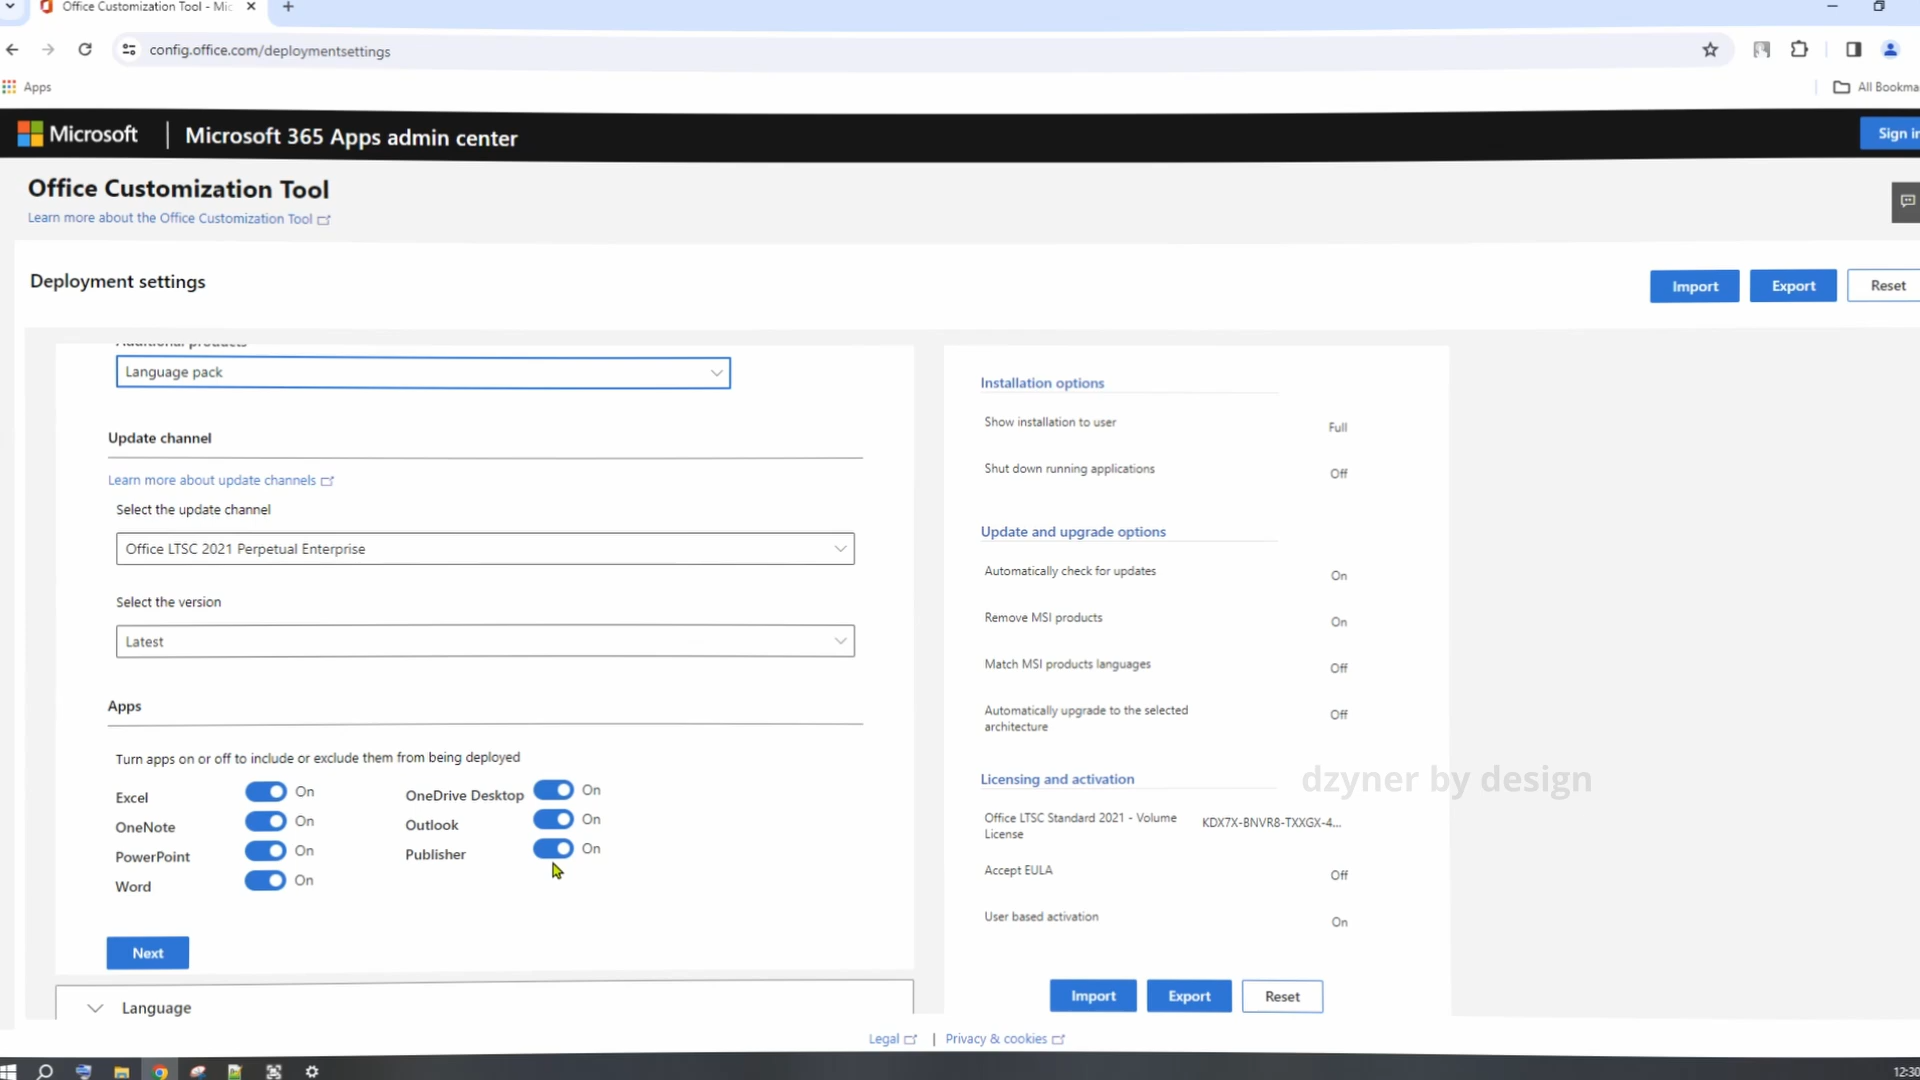 Office Customization Tool - Mic
config.office.com/deploymentsettings
Apps
All Bookma
Microsoft | Microsoft 365 Apps admin center
Sign in
Office Customization Tool
Learn more about the Office Customization Tool
Deployment settings
Import
Export
Reset
Additional products
Language pack
Update channel
Learn more about update channels
Select the update channel
Office LTSC 2021 Perpetual Enterprise
Select the version
Latest
Apps
Turn apps on or off to include or exclude them from being deployed
Excel On
OneDrive Desktop On
OneNote On
Outlook On
PowerPoint On
Publisher On
Word On
Next
Language
Installation options
Show installation to user Full
Shut down running applications Off
Update and upgrade options
Automatically check for updates On
Remove MSI products On
Match MSI products languages Off
Automatically upgrade to the selected
architecture Off
Licensing and activation
dzyner by design
Office LTSC Standard 2021 - Volume
License
KDX7X-BNVR8-TXXGX-4...
Accept EULA Off
User based activation On
Import
Export
Reset
Legal | Privacy & cookies
12:30